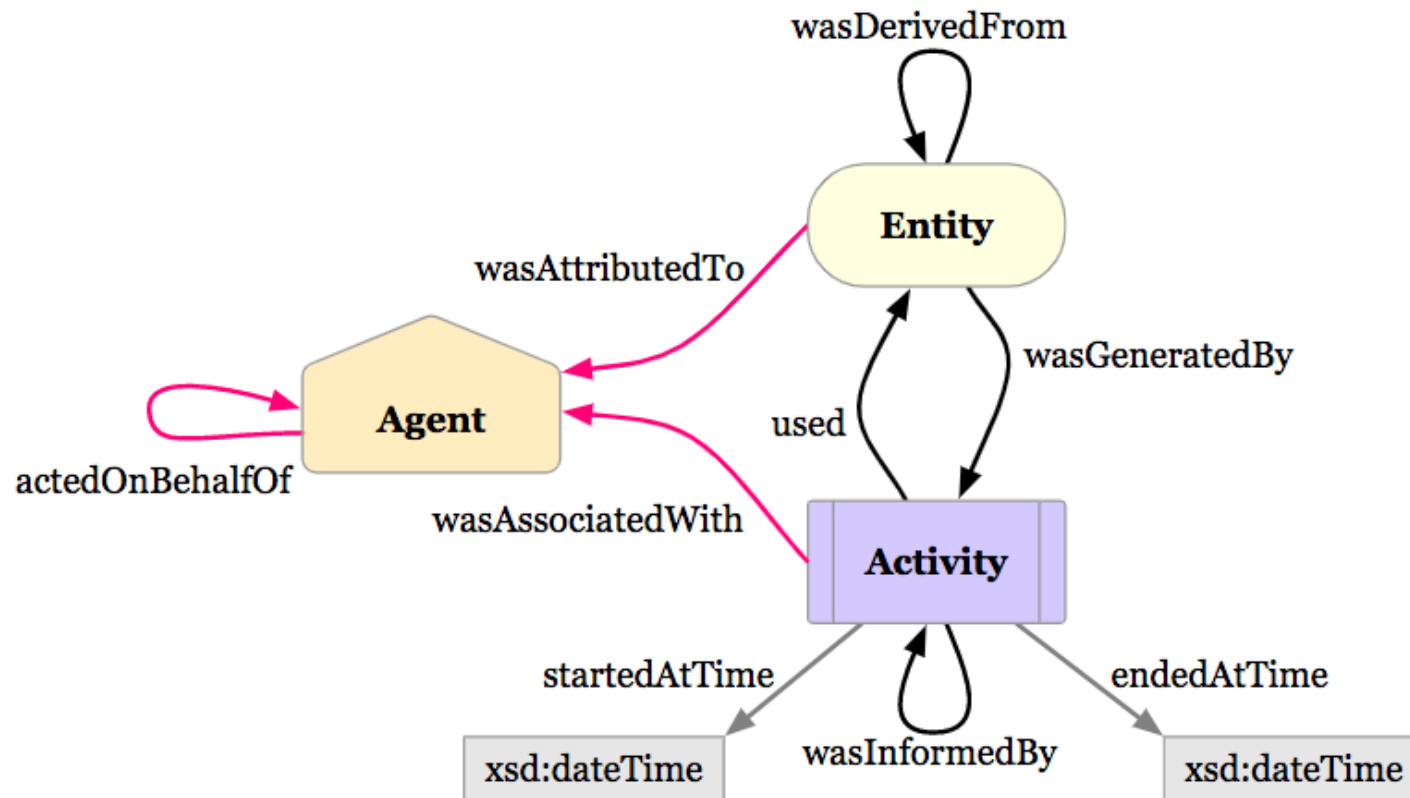 wasDerivedFrom
Entity
wasAttributedTo
wasGeneratedBy
Agent
used
actedOnBehalfOf
wasAssociatedWith
Activity
startedAtTime
endedAtTime
wasInformedBy
xsd:dateTime
xsd:dateTime